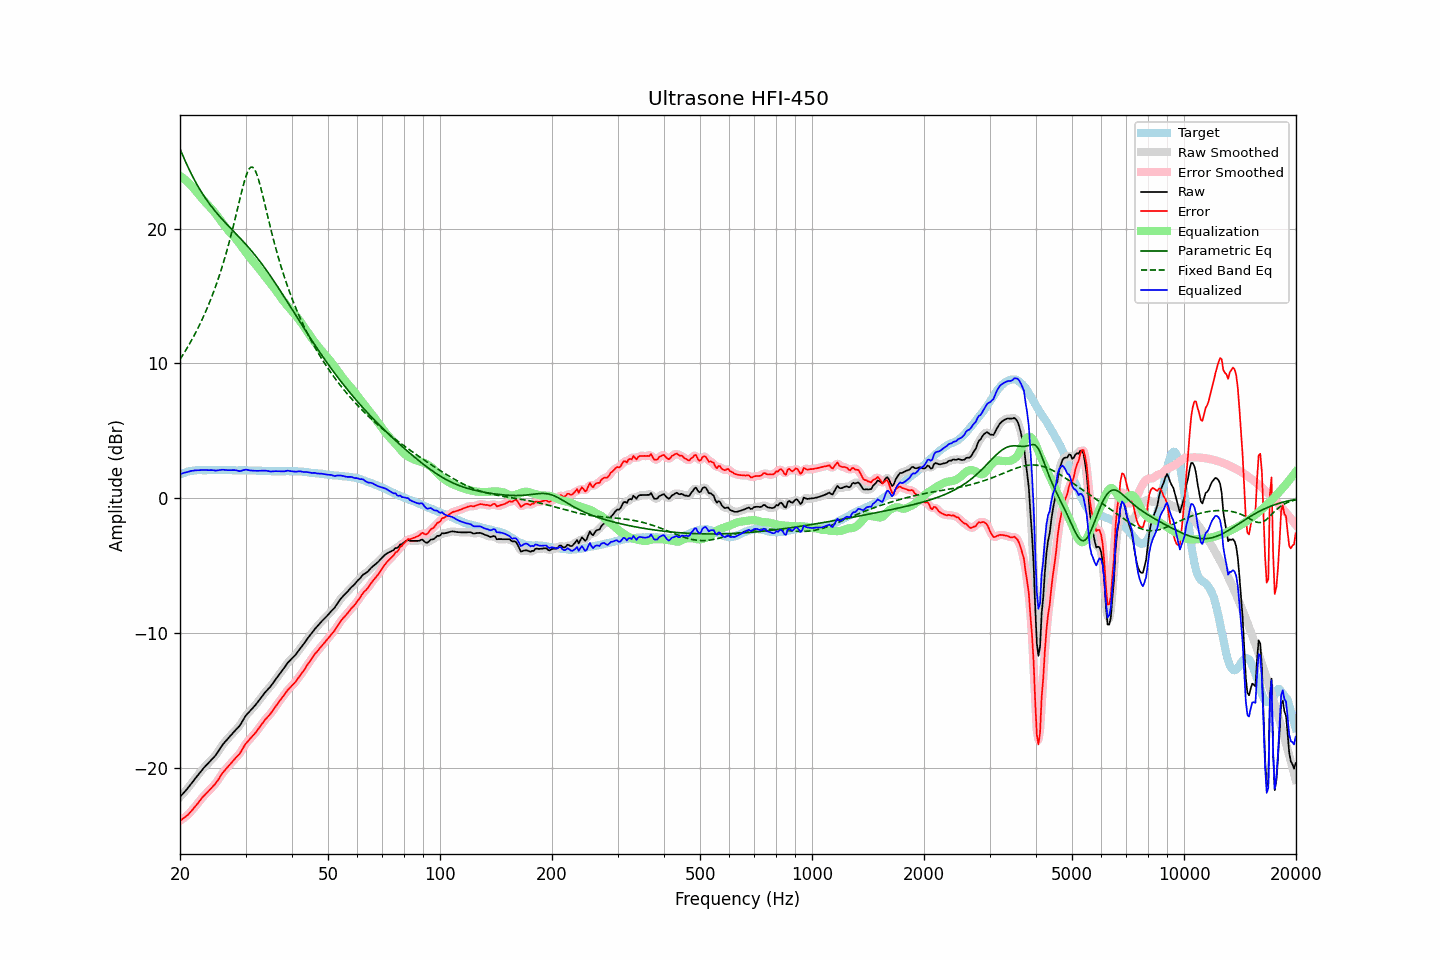 Ultrasone HFI-450
Target
Raw Smoothed
Error Smoothed
Raw
Error
Equalization
Parametric Eq
Fixed Band Eq
Equalized
Amplitude (dBr)
20
10
0
−10
−20
20 50 100 200 500 1000 2000 5000 10000 20000
Frequency (Hz)